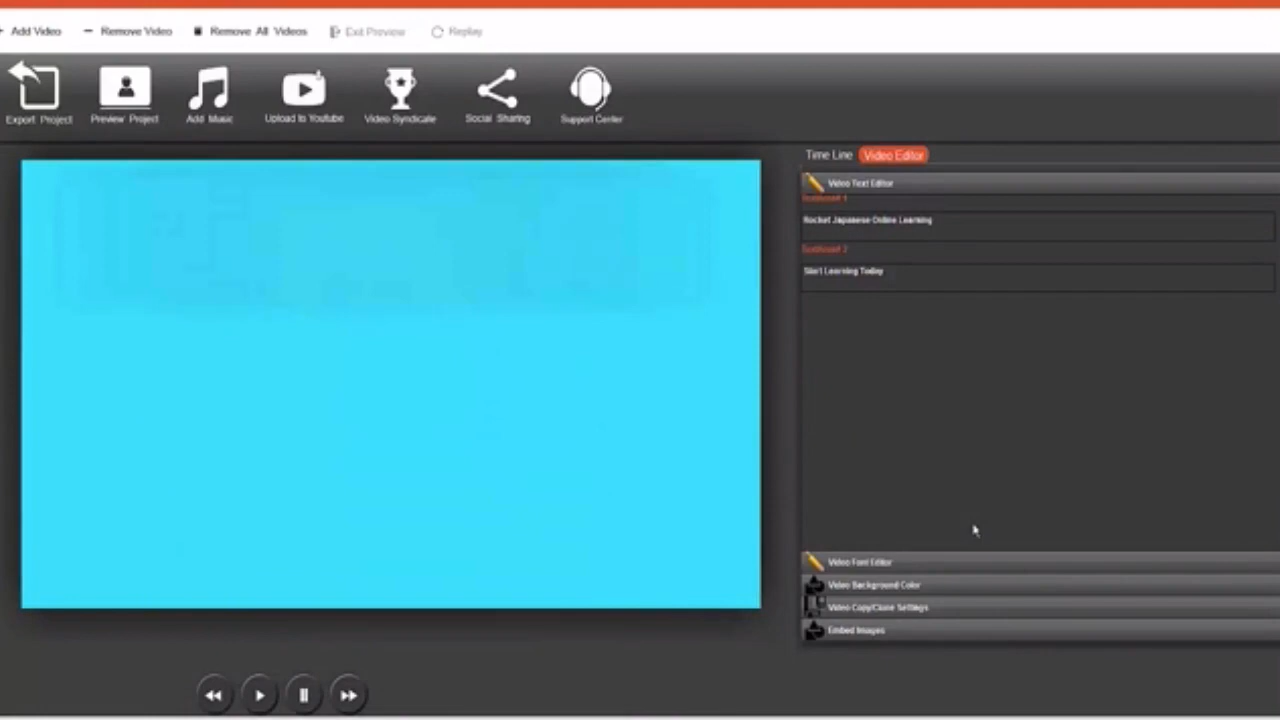 Add Video Remove Video Remove All Videos Exit Preview Replay
Export Project Preview Project Add Music Upload to Youtube Video Syndicate Social Sharing Support Center
Time Line Video Editor
Video Text Editor
Rocket Japanese Online Learning
Start Learning Today
Video Font Editor
Video Background Color
Video Copy/Clone Settings
Embed Images